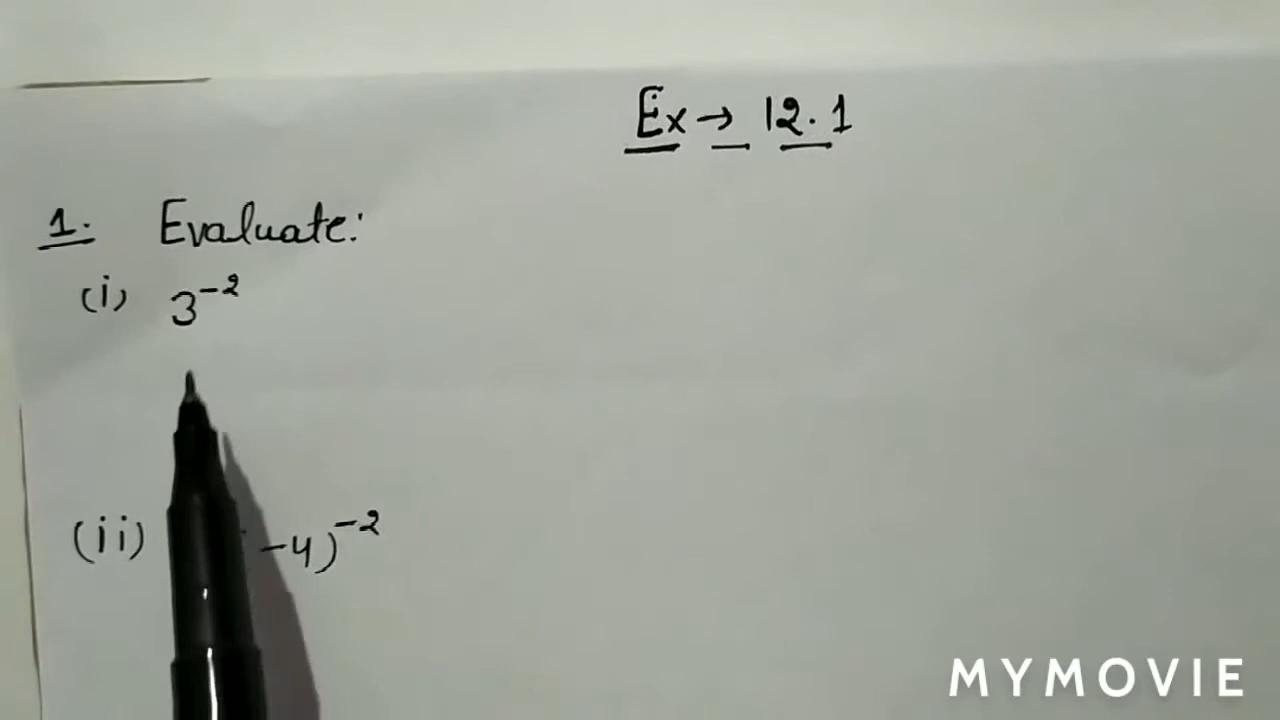 Ex → 12.1
1. Evaluate:
(i) 3⁻²
(ii) -4)⁻²
MYMOVIE